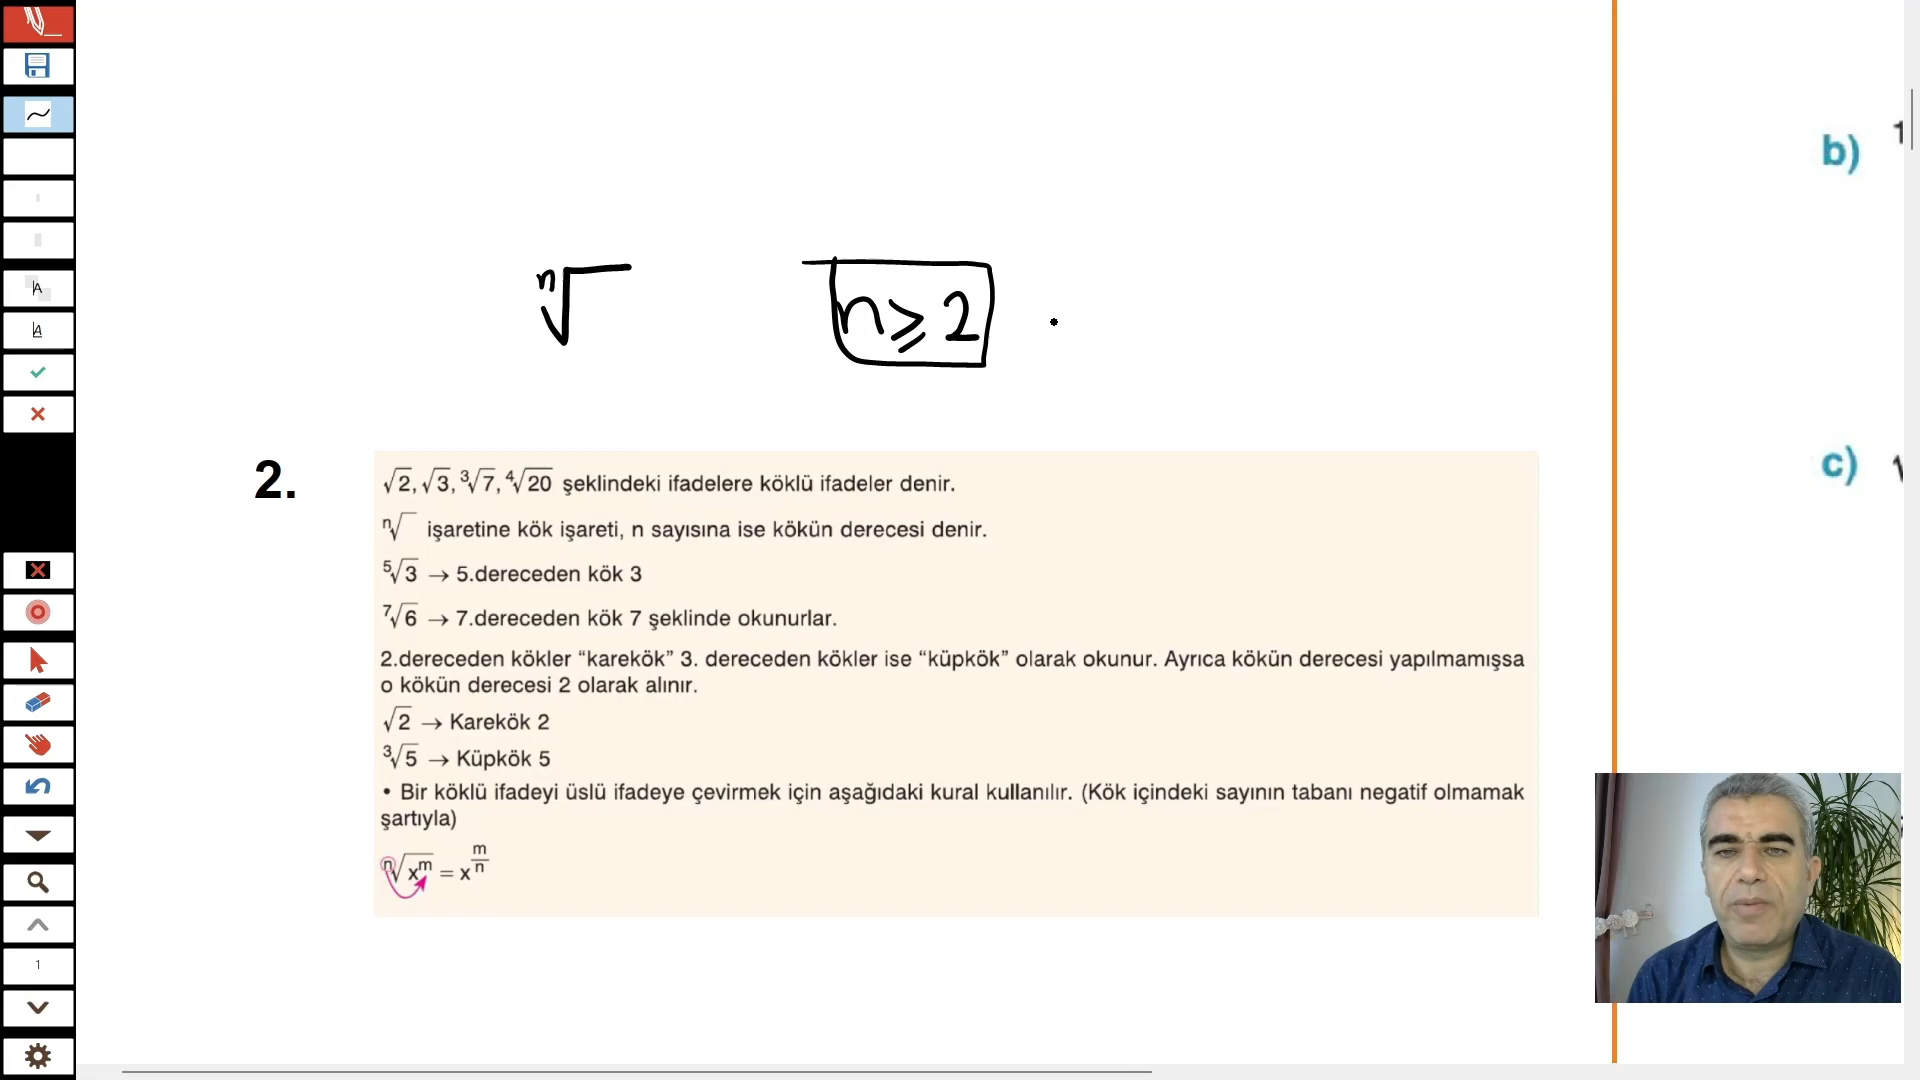 b)
ⁿ√
n ⩾ 2
c)
2.
√2, √3, ³√7, ⁴√20 şeklindeki ifadelere köklü ifadeler denir.
ⁿ√ işaretine kök işareti, n sayısına ise kökün derecesi denir.
⁵√3 → 5.dereceden kök 3
⁷√6 → 7.dereceden kök 7 şeklinde okunurlar.
2.dereceden kökler “karekök” 3. dereceden kökler ise “küpkök” olarak okunur. Ayrıca kökün derecesi yapılmamışsa
o kökün derecesi 2 olarak alınır.
√2 → Karekök 2
³√5 → Küpkök 5
• Bir köklü ifadeyi üslü ifadeye çevirmek için aşağıdaki kural kullanılır. (Kök içindeki sayının tabanı negatif olmamak
şartıyla)
ⁿ√xᵐ = x^(m/n)
A
A
1